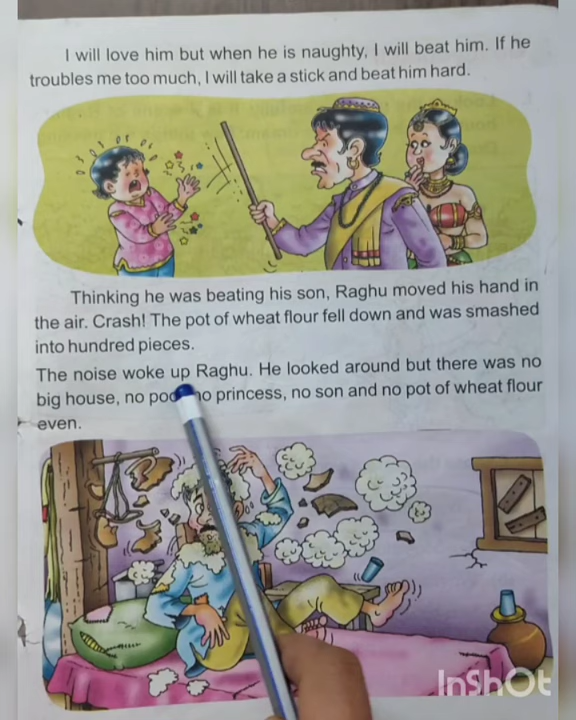 I will love him but when he is naughty, I will beat him. If he
troubles me too much, I will take a stick and beat him hard.
Thinking he was beating his son, Raghu moved his hand in
the air. Crash! The pot of wheat flour fell down and was smashed
into hundred pieces.
The noise woke up Raghu. He looked around but there was no
big house, no princess, no son and no pot of wheat flour
even.
InShOt